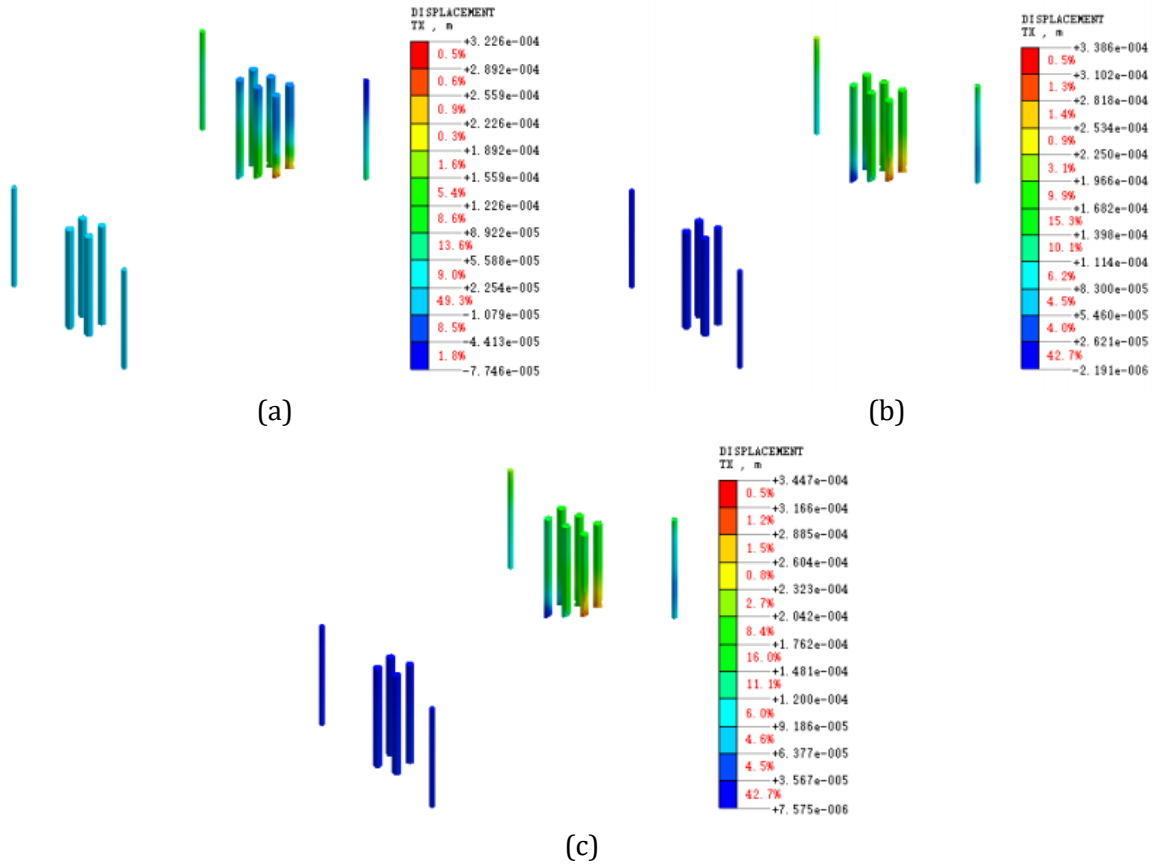 DISPLACEMENT
TX , m
+3.226e-004
0.5%
+2.892e-004
0.6%
+2.559e-004
0.9%
+2.226e-004
0.3%
+1.892e-004
1.6%
+1.559e-004
5.4%
+1.226e-004
8.6%
+8.922e-005
13.6%
+5.588e-005
9.0%
+2.254e-005
49.3%
-1.079e-005
8.5%
-4.413e-005
1.8%
-7.746e-005
(a)
DISPLACEMENT
TX , m
+3.386e-004
0.5%
+3.102e-004
1.3%
+2.818e-004
1.4%
+2.534e-004
0.9%
+2.250e-004
3.1%
+1.966e-004
9.9%
+1.682e-004
15.3%
+1.398e-004
10.1%
+1.114e-004
6.2%
+8.300e-005
4.5%
+5.460e-005
4.0%
+2.621e-005
42.7%
-2.191e-006
(b)
DISPLACEMENT
TX , m
+3.447e-004
0.5%
+3.166e-004
1.2%
+2.885e-004
1.5%
+2.604e-004
0.8%
+2.323e-004
2.7%
+2.042e-004
8.4%
+1.762e-004
16.0%
+1.481e-004
11.1%
+1.200e-004
6.0%
+9.186e-005
4.6%
+6.377e-005
4.5%
+3.567e-005
42.7%
+7.575e-006
(c)